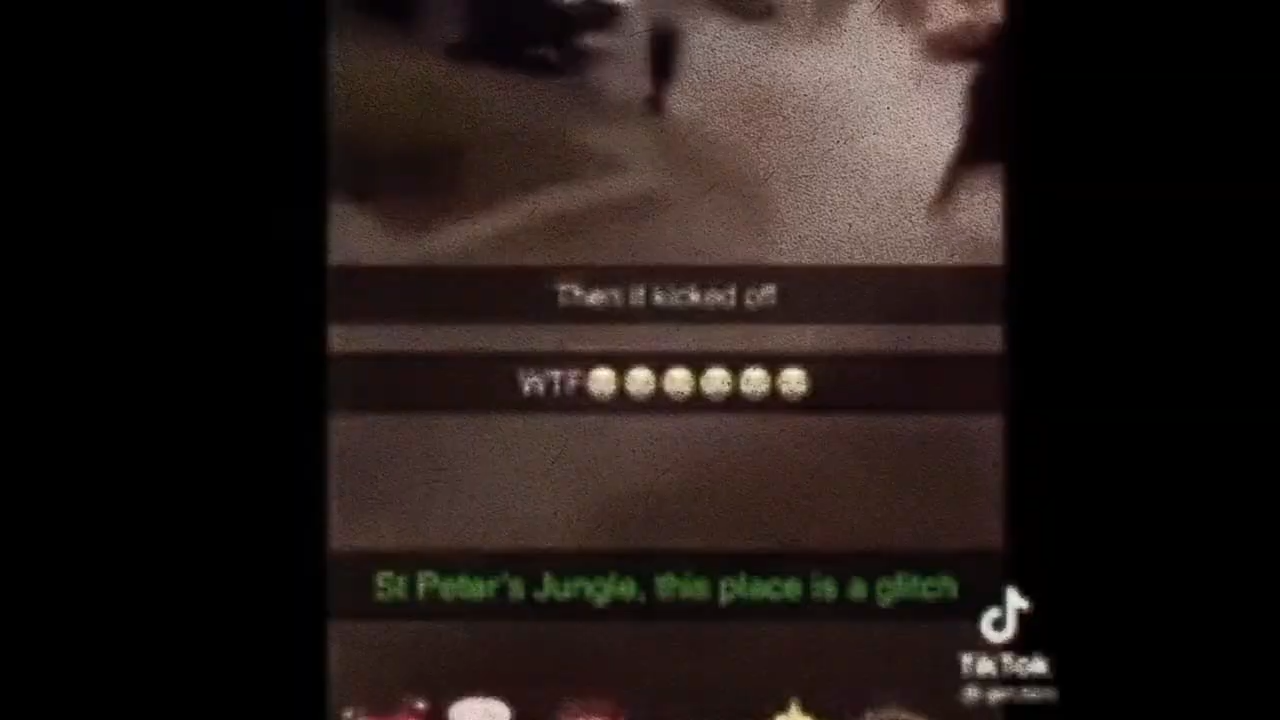 Then it kicked off
WTF😳😳😳😳😳😳
St Peter's Jungle, this place is a glitch
TikTok